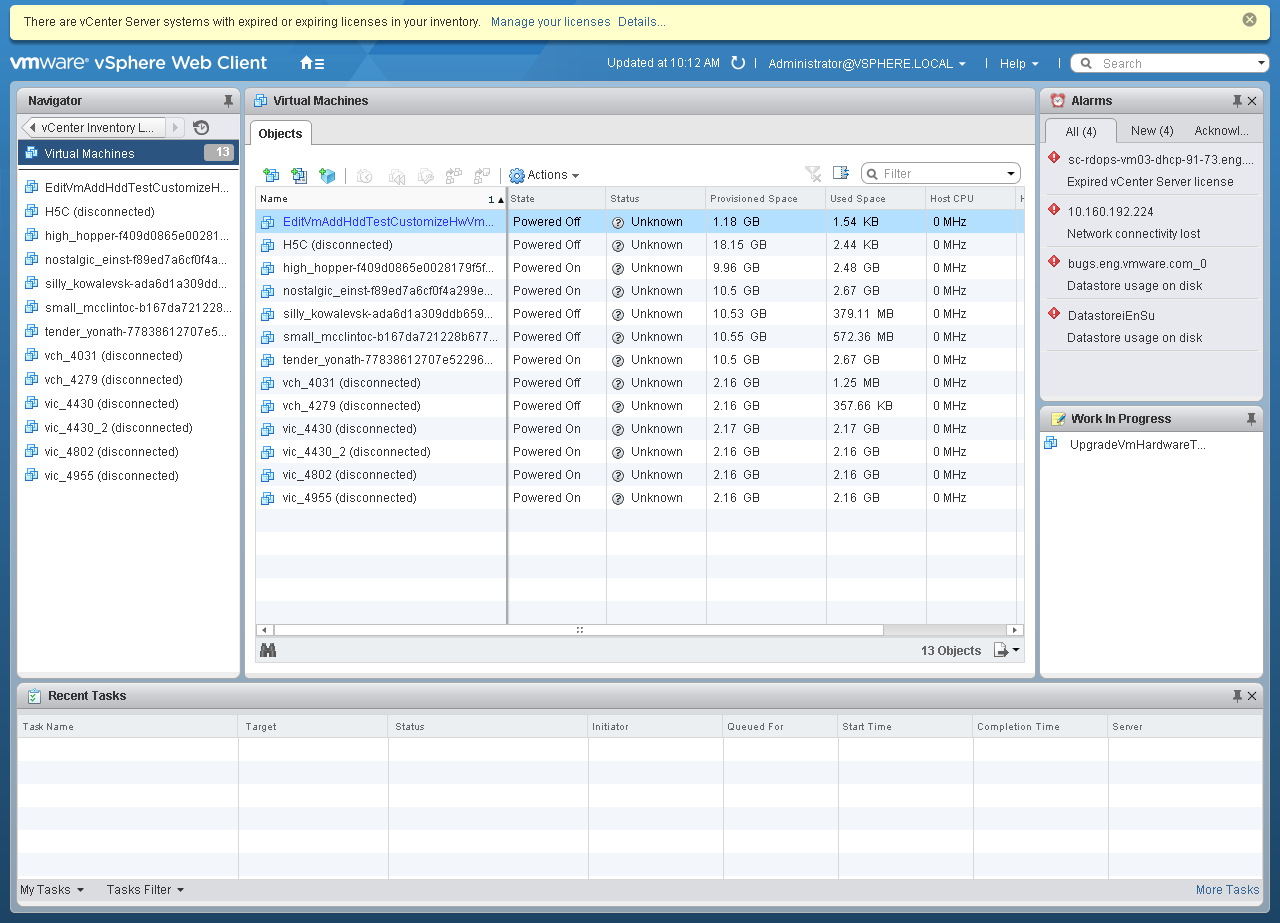 There are vCenter Server systems with expired or expiring licenses in your inventory. Manage your licenses Details...
vmware® vSphere Web Client Updated at 10:12 AM Administrator@VSPHERE.LOCAL Help Search
Navigator
vCenter Inventory L...
Virtual Machines 13
EditVmAddHddTestCustomizeH...
H5C (disconnected)
high_hopper-f409d0865e00281...
nostalgic_einst-f89ed7a6cf0f4a...
silly_kowalevsk-ada6d1a309dd...
small_mcclintoc-b167da721228...
tender_yonath-77838612707e5...
vch_4031 (disconnected)
vch_4279 (disconnected)
vic_4430 (disconnected)
vic_4430_2 (disconnected)
vic_4802 (disconnected)
vic_4955 (disconnected)
Virtual Machines
Objects
Actions Filter
Name 1 State Status Provisioned Space Used Space Host CPU H
EditVmAddHddTestCustomizeHwVm... Powered Off Unknown 1.18 GB 1.54 KB 0 MHz
H5C (disconnected) Powered Off Unknown 18.15 GB 2.44 KB 0 MHz
high_hopper-f409d0865e0028179f5f... Powered On Unknown 9.96 GB 2.48 GB 0 MHz
nostalgic_einst-f89ed7a6cf0f4a299e... Powered On Unknown 10.5 GB 2.67 GB 0 MHz
silly_kowalevsk-ada6d1a309ddb659... Powered On Unknown 10.53 GB 379.11 MB 0 MHz
small_mcclintoc-b167da721228b677... Powered On Unknown 10.55 GB 572.36 MB 0 MHz
tender_yonath-77838612707e52296... Powered On Unknown 10.5 GB 2.67 GB 0 MHz
vch_4031 (disconnected) Powered Off Unknown 2.16 GB 1.25 MB 0 MHz
vch_4279 (disconnected) Powered Off Unknown 2.16 GB 357.66 KB 0 MHz
vic_4430 (disconnected) Powered On Unknown 2.17 GB 2.17 GB 0 MHz
vic_4430_2 (disconnected) Powered On Unknown 2.16 GB 2.16 GB 0 MHz
vic_4802 (disconnected) Powered On Unknown 2.16 GB 2.16 GB 0 MHz
vic_4955 (disconnected) Powered On Unknown 2.16 GB 2.16 GB 0 MHz
13 Objects
Alarms
All (4) New (4) Acknowl...
sc-rdops-vm03-dhcp-91-73.eng....
Expired vCenter Server license
10.160.192.224
Network connectivity lost
bugs.eng.vmware.com_0
Datastore usage on disk
DatastoreiEnSu
Datastore usage on disk
Work In Progress
UpgradeVmHardwareT...
Recent Tasks
Task Name Target Status Initiator Queued For Start Time Completion Time Server
My Tasks Tasks Filter More Tasks